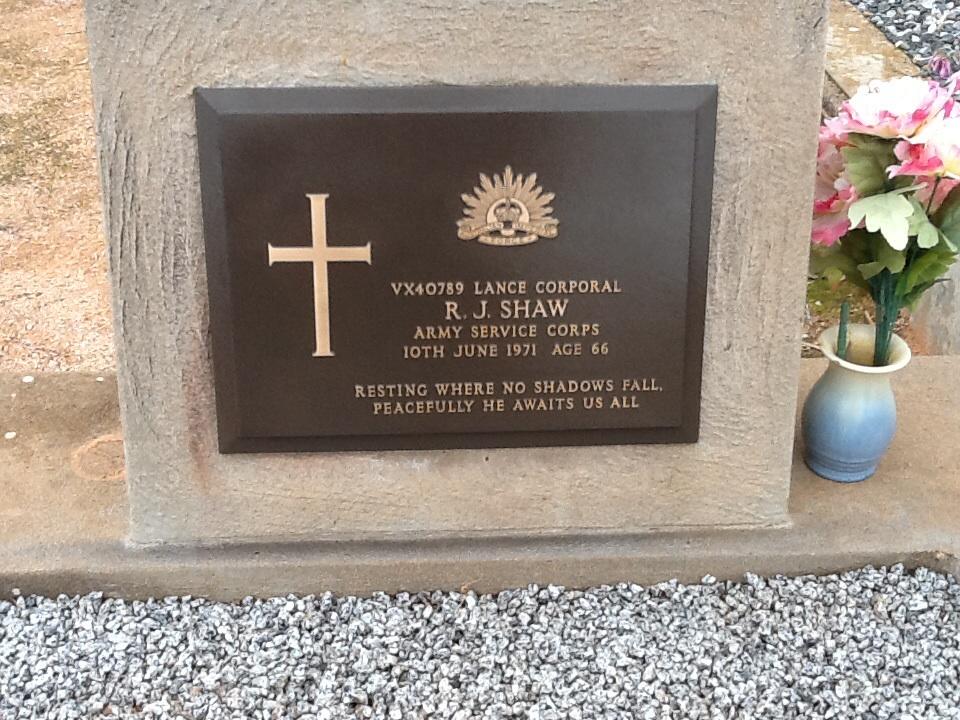 VX40789 LANCE CORPORAL
R. J. SHAW
ARMY SERVICE CORPS
10TH JUNE 1971 AGE 66
RESTING WHERE NO SHADOWS FALL,
PEACEFULLY HE AWAITS US ALL